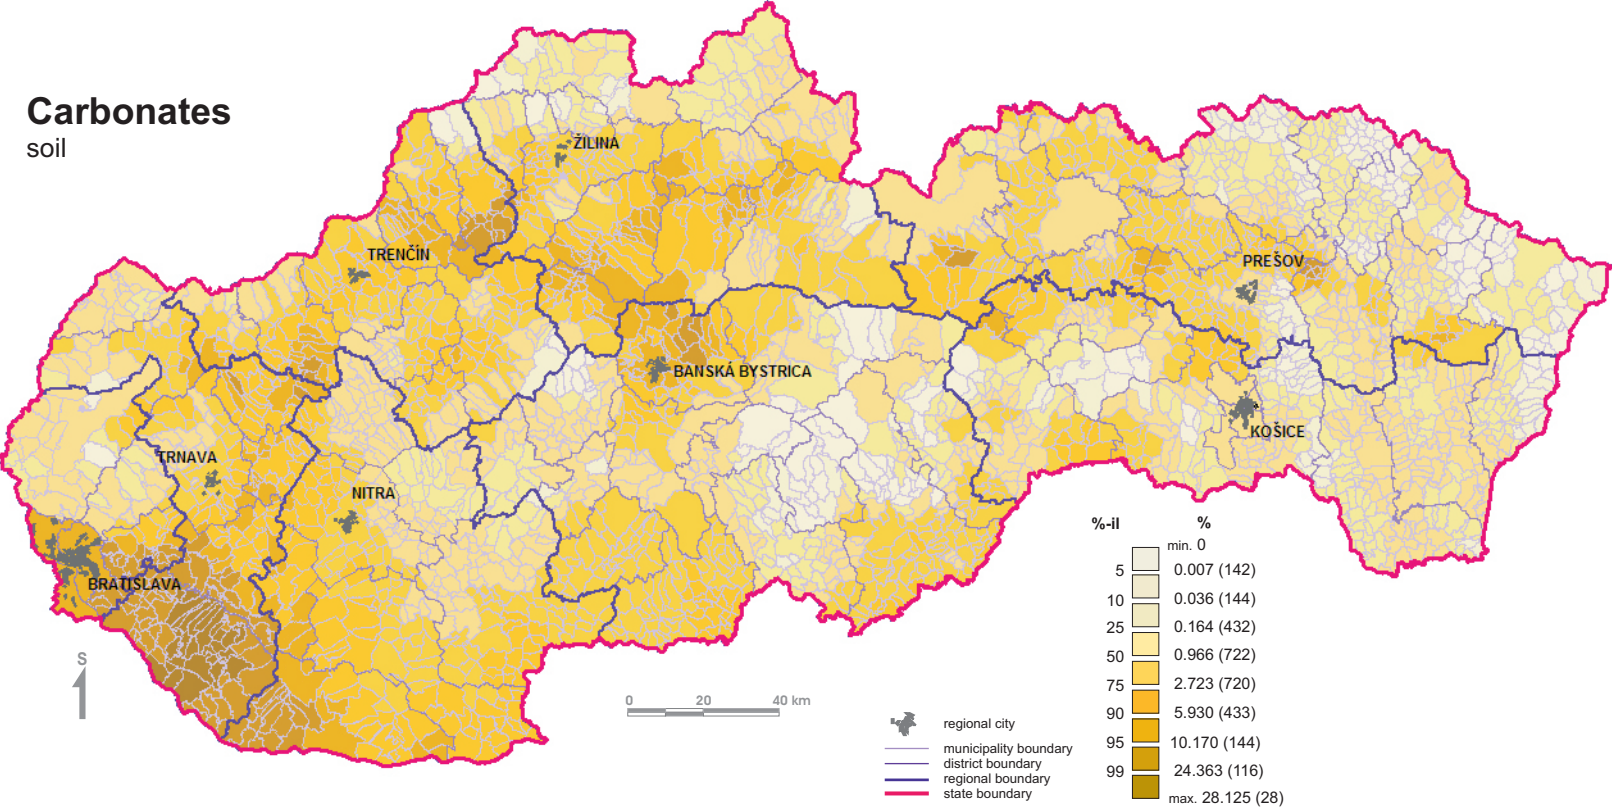 Carbonates
soil
ŽILINA
TRENČÍN
PREŠOV
BANSKÁ BYSTRICA
KOŠICE
TRNAVA
NITRA
BRATISLAVA
S
0 20 40 km
regional city
municipality boundary
district boundary
regional boundary
state boundary
%-il %
min. 0
5 0.007 (142)
10 0.036 (144)
25 0.164 (432)
50 0.966 (722)
75 2.723 (720)
90 5.930 (433)
95 10.170 (144)
99 24.363 (116)
max. 28.125 (28)